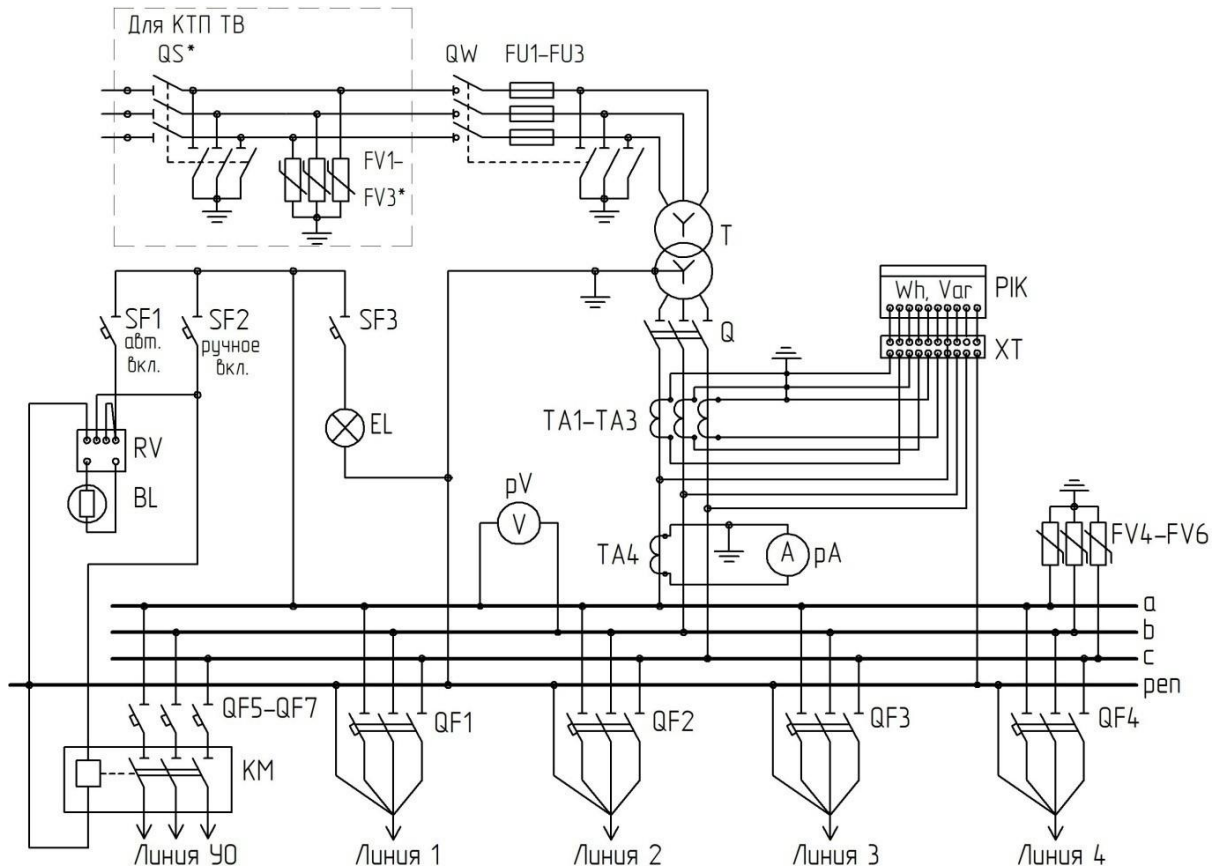 Для КТП ТВ
QS*
QW
FU1-FU3
FV1-
FV3*
T
SF1
авт.
вкл.
SF2
ручное
вкл.
SF3
Q
Wh, Var
PIK
XT
TA1-TA3
EL
RV
BL
pV
V
TA4
A
pA
FV4-FV6
a
b
c
pen
QF5-QF7
QF1
QF2
QF3
QF4
KM
Линия УО
Линия 1
Линия 2
Линия 3
Линия 4